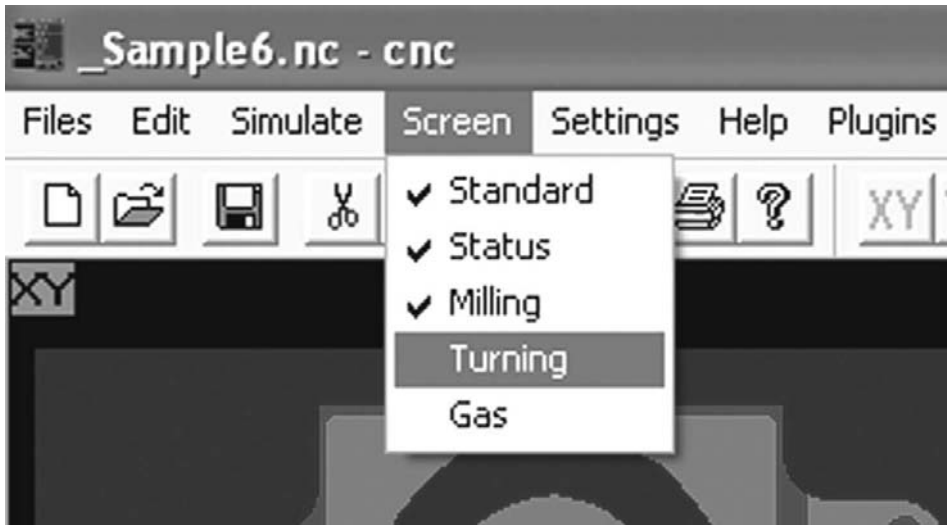 _Sample6.nc - cnc
Files Edit Simulate Screen Settings Help Plugins
XY
Standard
Status
Milling
Turning
Gas
XY